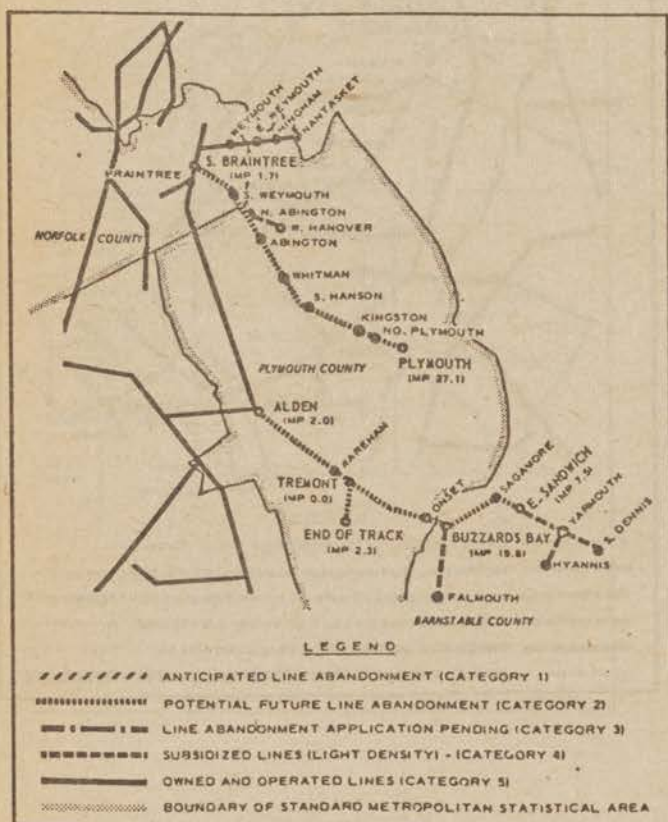 WEYMOUTH
E. WEYMOUTH
HINGHAM
NANTASKET
BRAINTREE
S. BRAINTREE
(MP 1.7)
S. WEYMOUTH
N. ABINGTON
W. HANOVER
ABINGTON
NORFOLK COUNTY
WHITMAN
S. HANSON
KINGSTON
NO. PLYMOUTH
PLYMOUTH
(MP 27.1)
PLYMOUTH COUNTY
ALDEN
(MP 2.0)
WAREHAM
TREMONT
(MP 0.0)
END OF TRACK
(MP 2.3)
ONSET
BUZZARDS BAY
(MP 19.8)
SAGAMORE
E. SANDWICH
(MP 7.5)
YARMOUTH
S. DENNIS
HYANNIS
FALMOUTH
BARNSTABLE COUNTY
LEGEND
ANTICIPATED LINE ABANDONMENT (CATEGORY 1)
POTENTIAL FUTURE LINE ABANDONMENT (CATEGORY 2)
LINE ABANDONMENT APPLICATION PENDING (CATEGORY 3)
SUBSIDIZED LINES (LIGHT DENSITY) - (CATEGORY 4)
OWNED AND OPERATED LINES (CATEGORY 5)
BOUNDARY OF STANDARD METROPOLITAN STATISTICAL AREA